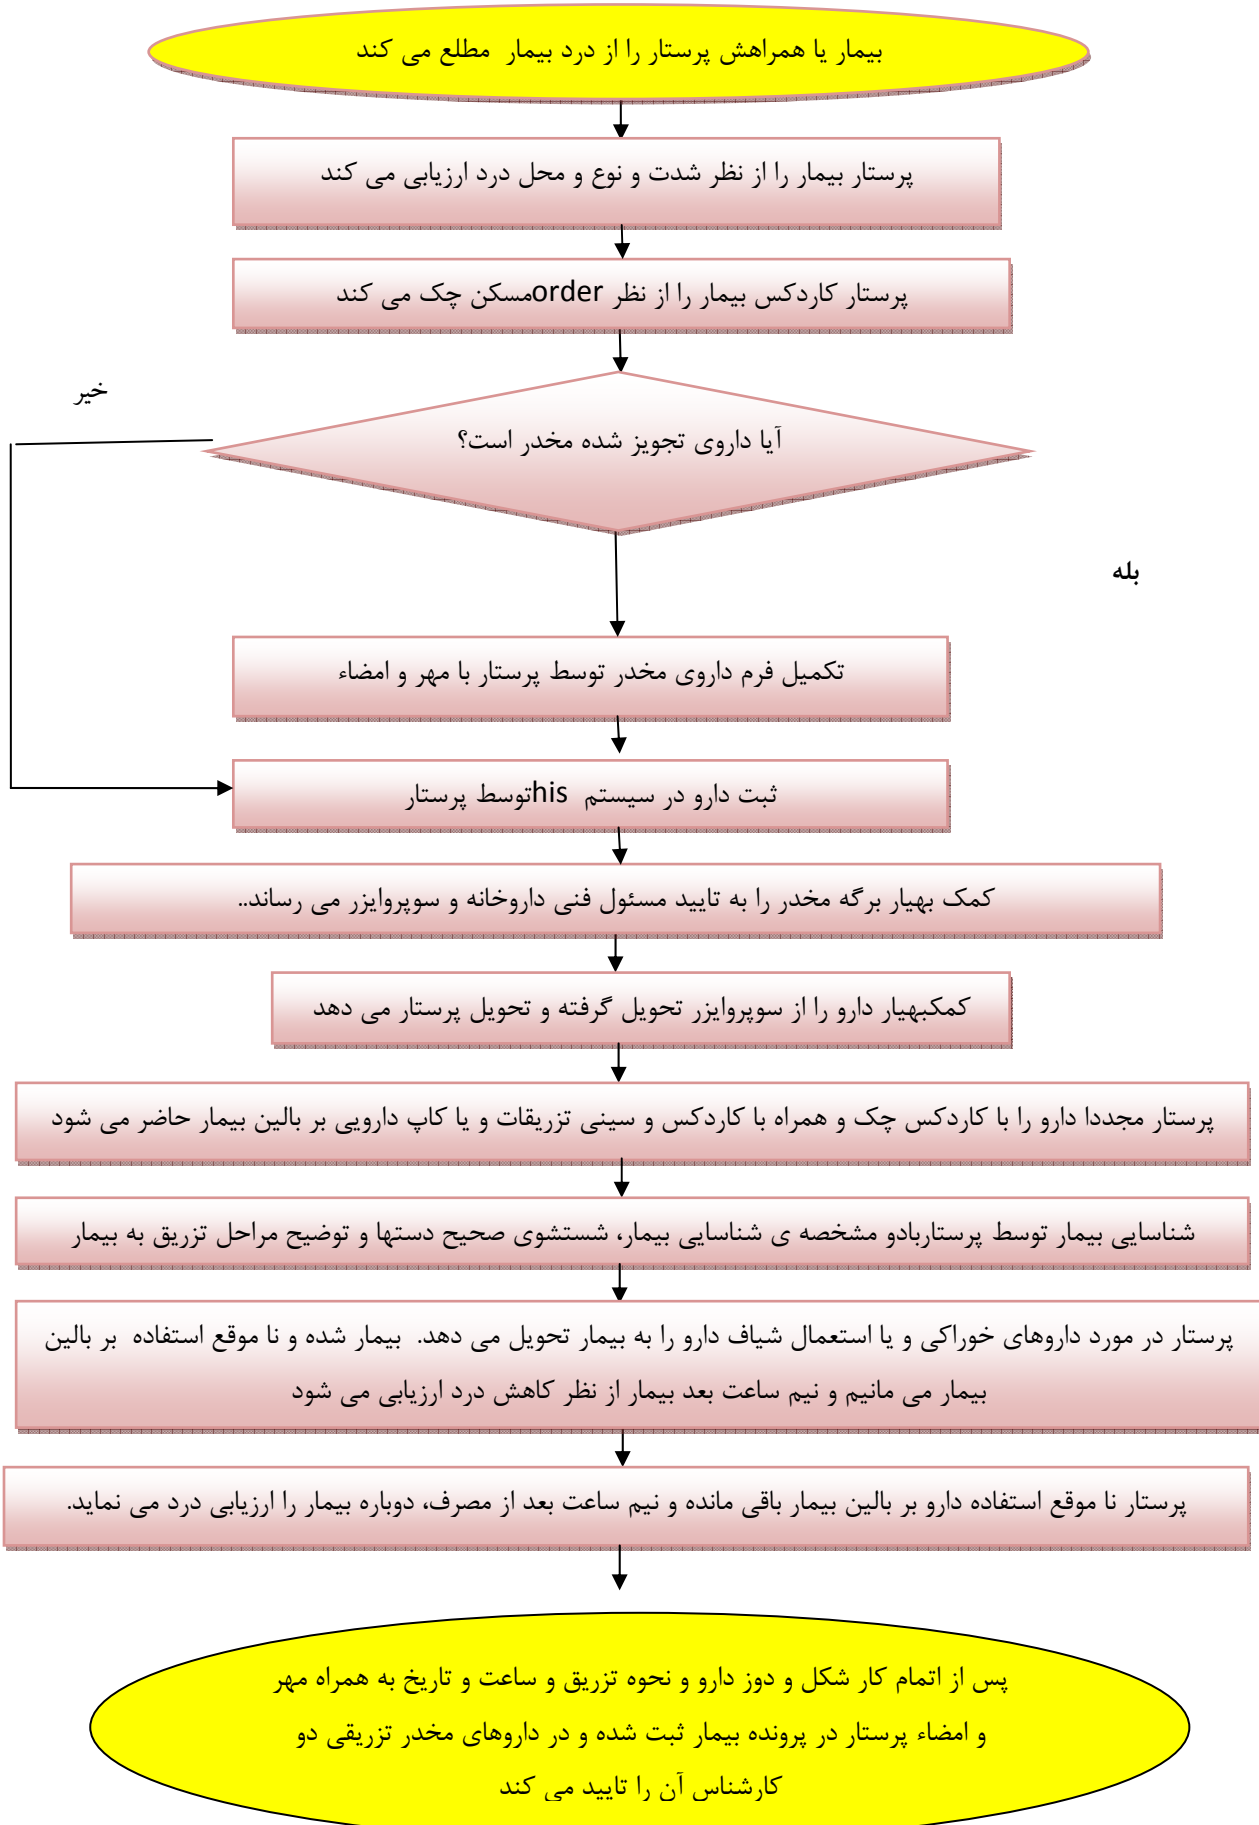 بیمار یا همراهش پرستار را از درد بیمار مطلع می کند
پرستار بیمار را از نظر شدت و نوع و محل درد ارزیابی می کند
پرستار کاردکس بیمار را از نظر orderمسکن چک می کند
خیر
آیا داروی تجویز شده مخدر است؟
بله
تکمیل فرم داروی مخدر توسط پرستار با مهر و امضاء
ثبت دارو در سیستم hisتوسط پرستار
کمک بهیار برگه مخدر را به تایید مسئول فنی داروخانه و سوپروایزر می رساند..
کمکبهیار دارو را از سوپروایزر تحویل گرفته و تحویل پرستار می دهد
پرستار مجددا دارو را با کاردکس چک و همراه با کاردکس و سینی تزریقات و یا کاپ دارویی بر بالین بیمار حاضر می شود
شناسایی بیمار توسط پرستاربادو مشخصه ی شناسایی بیمار، شستشوی صحیح دستها و توضیح مراحل تزریق به بیمار
پرستار در مورد داروهای خوراکی و یا استعمال شیاف دارو را به بیمار تحویل می دهد. بیمار شده و نا موقع استفاده بر بالین
بیمار می مانیم و نیم ساعت بعد بیمار از نظر کاهش درد ارزیابی می شود
پرستار نا موقع استفاده دارو بر بالین بیمار باقی مانده و نیم ساعت بعد از مصرف، دوباره بیمار را ارزیابی درد می نماید.
پس از اتمام کار شکل و دوز دارو و نحوه تزریق و ساعت و تاریخ به همراه مهر
و امضاء پرستار در پرونده بیمار ثبت شده و در داروهای مخدر تزریقی دو
کارشناس آن را تایید می کند